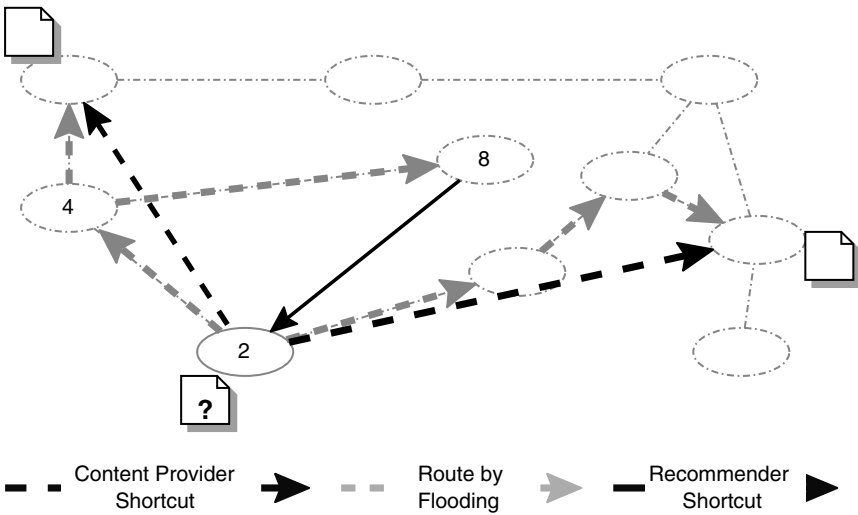 8
4
2
?
Content Provider
Shortcut
Route by
Flooding
Recommender
Shortcut